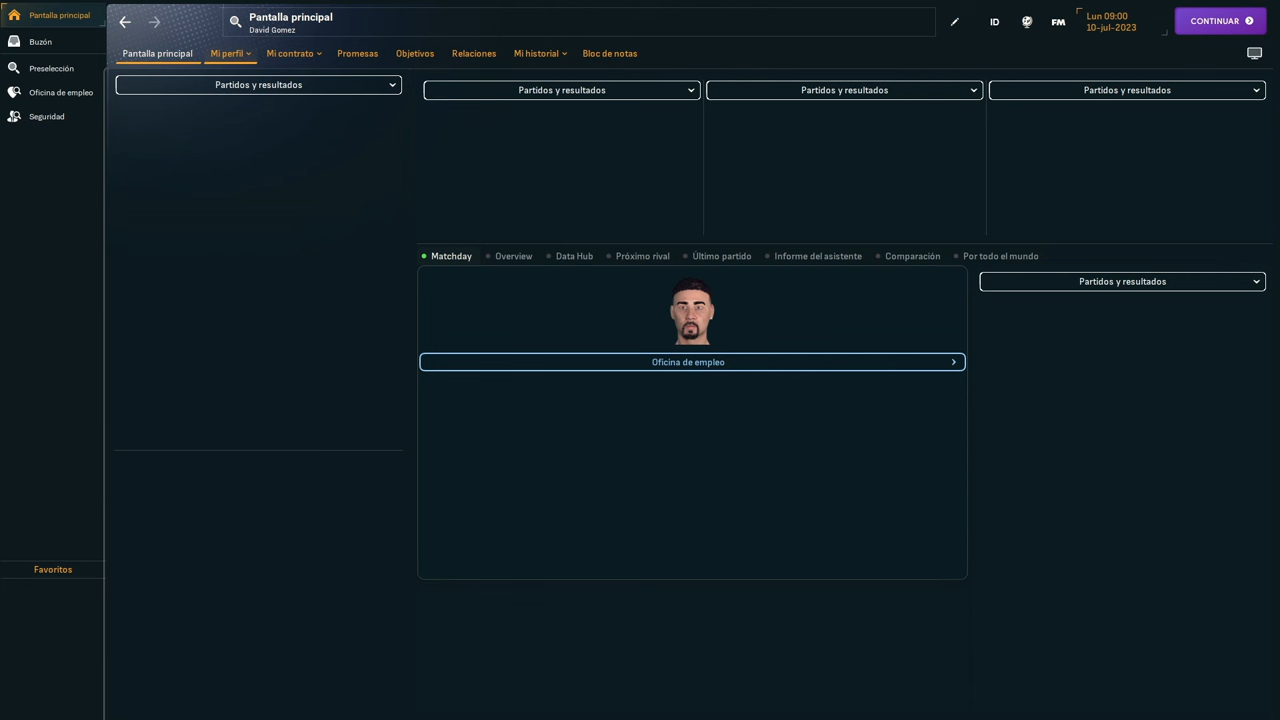 Pantalla principal
Buzón
Preselección
Oficina de empleo
Seguridad
Favoritos
Pantalla principal
David Gomez
ID
FM
Lun 09:00
10-jul-2023
CONTINUAR
Pantalla principal Mi perfil Mi contrato Promesas Objetivos Relaciones Mi historial Bloc de notas
Partidos y resultados
Partidos y resultados Partidos y resultados Partidos y resultados
Matchday Overview Data Hub Próximo rival Último partido Informe del asistente Comparación Por todo el mundo
Partidos y resultados
Oficina de empleo